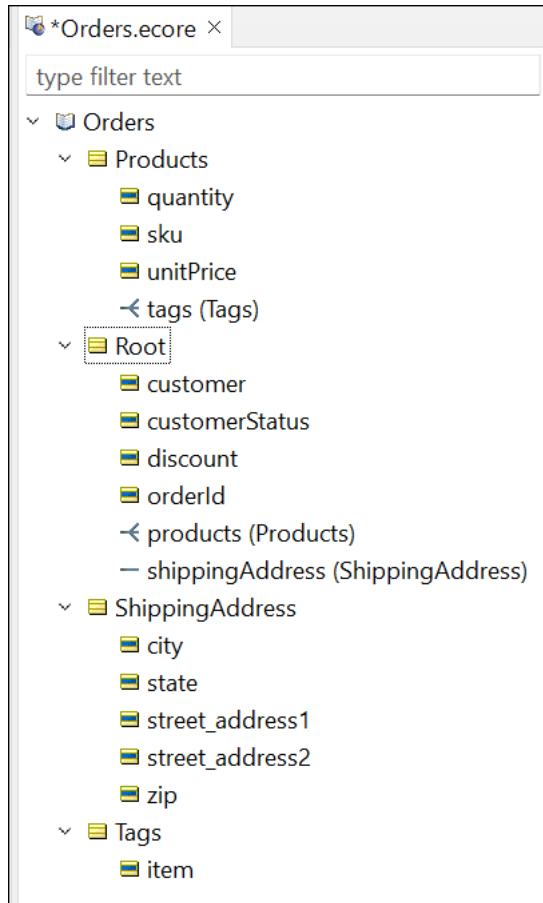 *Orders.ecore ×
type filter text
Orders
Products
quantity
sku
unitPrice
tags (Tags)
Root
customer
customerStatus
discount
orderId
products (Products)
shippingAddress (ShippingAddress)
ShippingAddress
city
state
street_address1
street_address2
zip
Tags
item